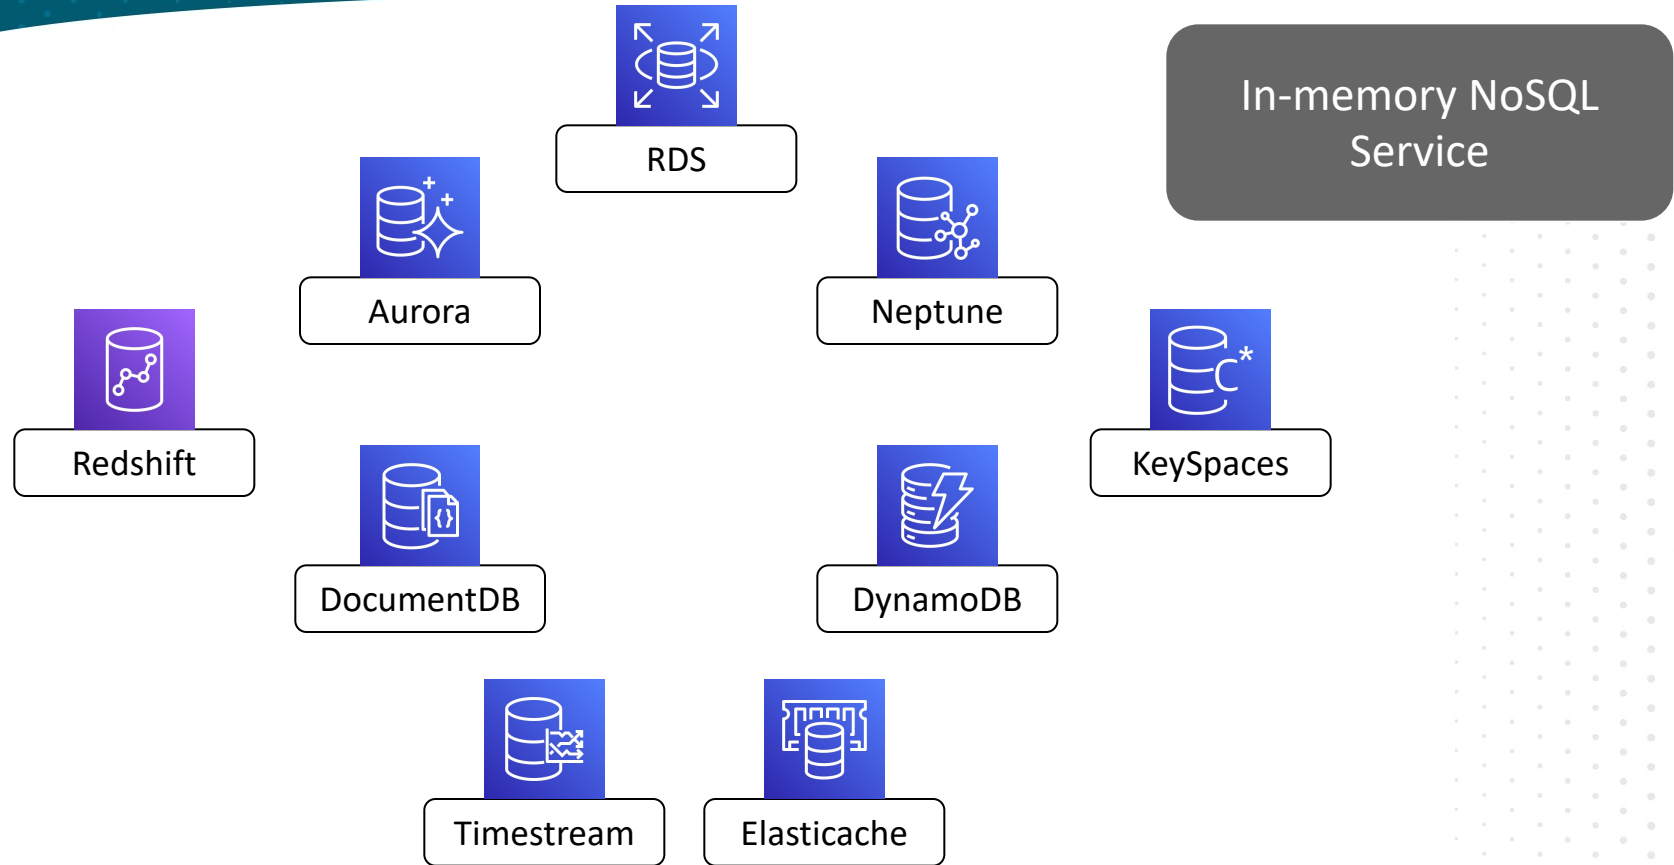 RDS
In-memory NoSQL
Service
Aurora
Neptune
Redshift
C*
KeySpaces
{}
DocumentDB
DynamoDB
Timestream
Elasticache